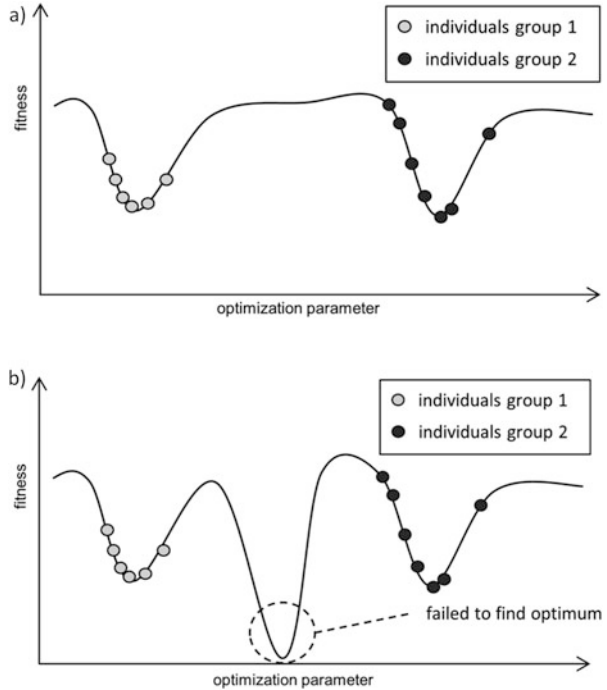 a)
fitness
individuals group 1
individuals group 2
optimization parameter
b)
fitness
individuals group 1
individuals group 2
failed to find optimum
optimization parameter